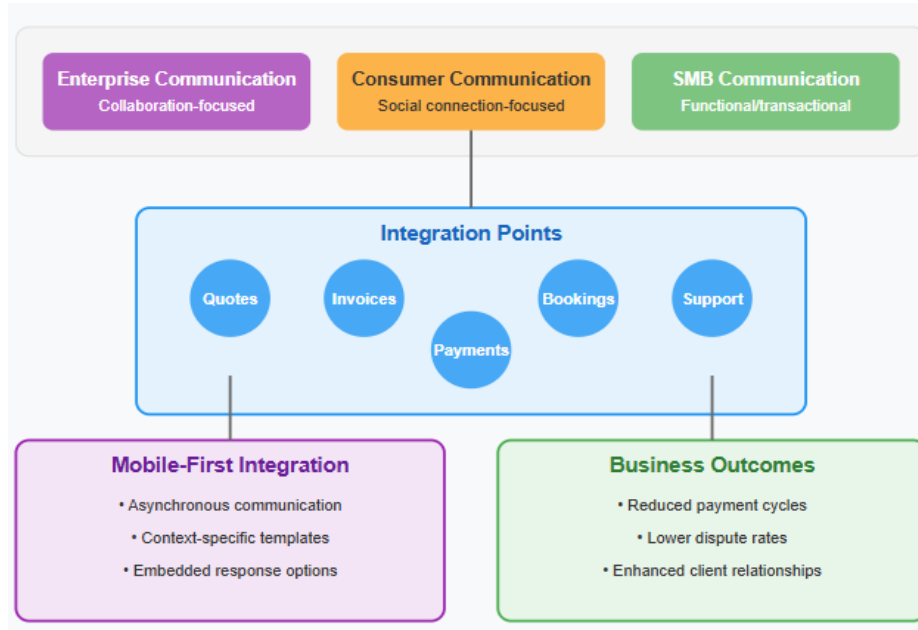 Enterprise Communication
Collaboration-focused
Consumer Communication
Social connection-focused
SMB Communication
Functional/transactional
Integration Points
Quotes
Invoices
Payments
Bookings
Support
Mobile-First Integration
• Asynchronous communication
• Context-specific templates
• Embedded response options
Business Outcomes
• Reduced payment cycles
• Lower dispute rates
• Enhanced client relationships